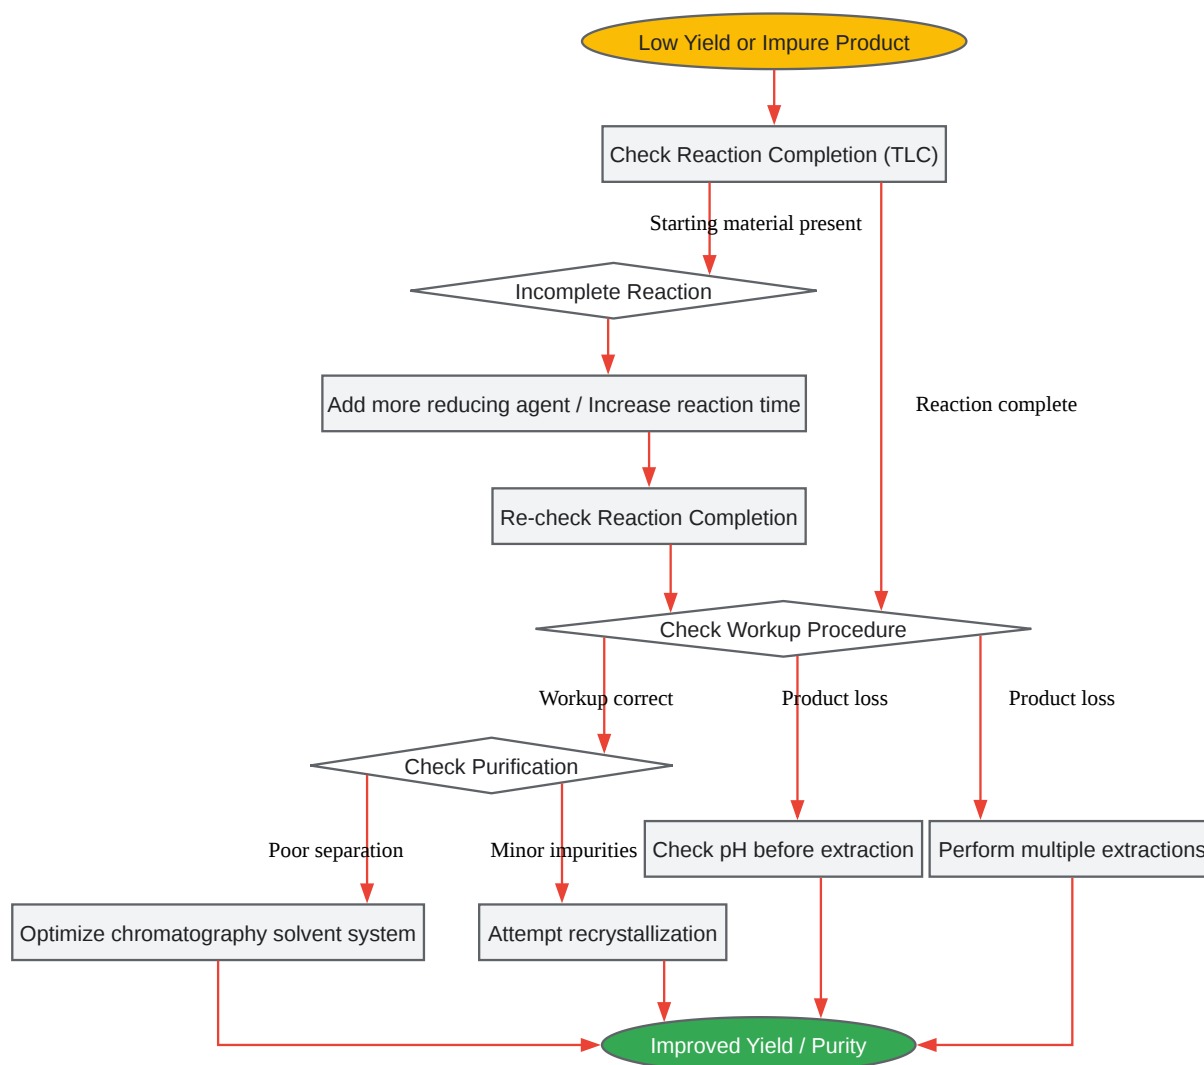 Low Yield or Impure Product
Check Reaction Completion (TLC)
Starting material present
Incomplete Reaction
Add more reducing agent / Increase reaction time
Reaction complete
Re-check Reaction Completion
Check Workup Procedure
Workup correct
Product loss
Product loss
Check Purification
Poor separation
Minor impurities
Check pH before extraction
Perform multiple extractions
Optimize chromatography solvent system
Attempt recrystallization
Improved Yield / Purity